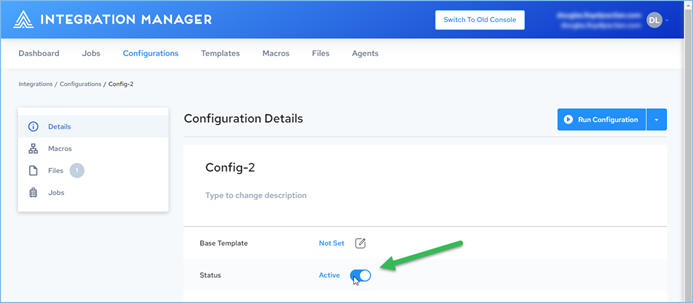 INTEGRATION MANAGER
Switch To Old Console
DL
Dashboard Jobs Configurations Templates Macros Files Agents
Integrations / Configurations / Config-2
Details
Macros
Files 1
Jobs
Configuration Details
Run Configuration
Config-2
Type to change description
Base Template Not Set
Status Active